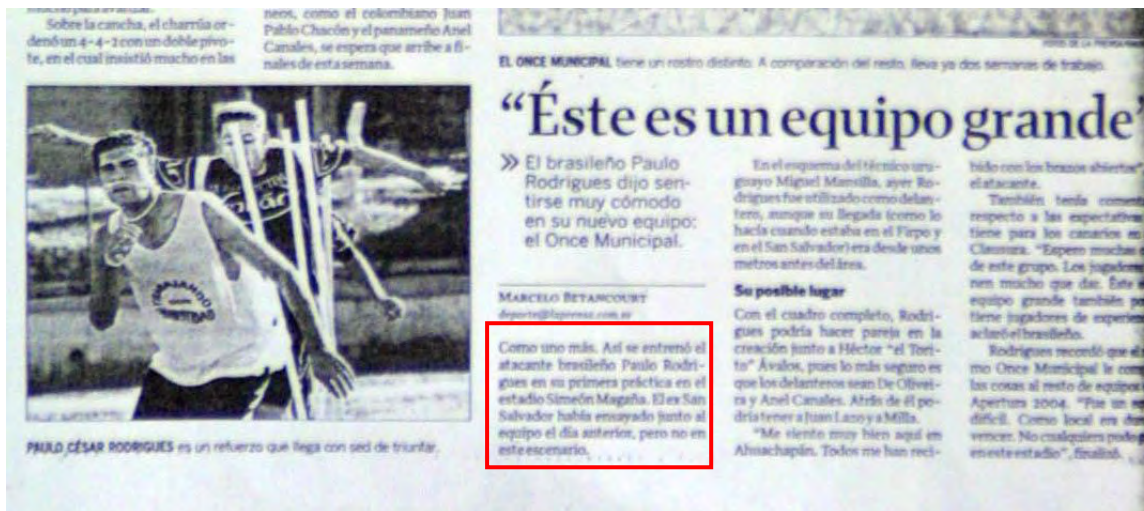 mucho para avanzar.
Sobre la cancha, el charrúa or-
denó un 4-4-2 con un doble pivo-
te, en el cual insistió mucho en las
neos, como el colombiano Juan
Pablo Chacón y el panameño Anel
Canales, se espera que arribe a fi-
nales de esta semana.
PAULO CÉSAR RODRIGUES es un refuerzo que llega con sed de triunfar.
FOTOS DE LA PRENSA
EL ONCE MUNICIPAL tiene un rostro distinto. A comparación del resto, lleva ya dos semanas de trabajo.
“Éste es un equipo grande”
» El brasileño Paulo
Rodrigues dijo sen-
tirse muy cómodo
en su nuevo equipo:
el Once Municipal.
MARCELO BETANCOURT
deporte@laprensa.com.sv
Como uno más. Así se entrenó el
atacante brasileño Paulo Rodri-
gues en su primera práctica en el
estadio Simeón Magaña. El ex San
Salvador había ensayado junto al
equipo el día anterior, pero no en
este escenario.
En el esquema del técnico uru-
guayo Miguel Mansilla, ayer Ro-
drigues fue utilizado como delan-
tero, aunque su llegada (como lo
hacía cuando estaba en el Firpo y
en el San Salvador) era desde unos
metros antes del área.
Su posible lugar
Con el cuadro completo, Rodri-
gues podría hacer pareja en la
creación junto a Héctor “el Tori-
to” Ávalos, pues lo más seguro es
que los delanteros sean De Olivei-
ra y Anel Canales. Atrás de él po-
dría tener a Juan Lazo y a Milla.
“Me siento muy bien aquí en
Ahuachapán. Todos me han reci-
bido con los brazos abiertos”,
el atacante.
También tenía
respecto a las expectativas
tiene para los canarios en
Clausura. “Espero
de este grupo. Los
nen mucho que dar. Éste
equipo grande también
tiene jugadores de
aclaró el brasileño.
Rodrigues recordó que
mo Once Municipal le
las cosas al resto de equipos
Apertura 2004. “Fue un
difícil. Como local era
vencer. No cualquiera
en este estadio”, finalizó.